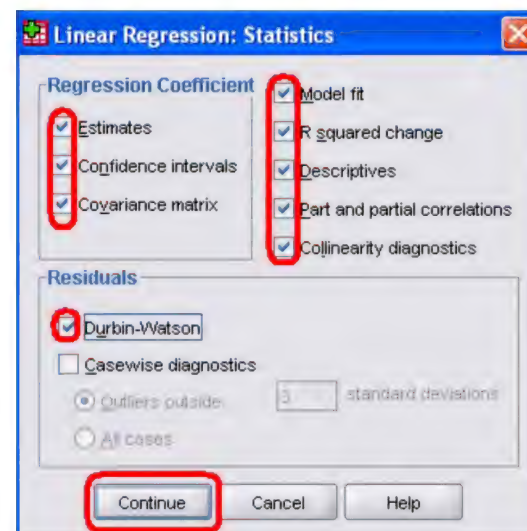 Linear Regression: Statistics
Regression Coefficient
Estimates
Confidence intervals
Covariance matrix
Model fit
R squared change
Descriptives
Part and partial correlations
Collinearity diagnostics
Residuals
Durbin-Watson
Casewise diagnostics
Outliers outside: 3 standard deviations
All cases
Continue Cancel Help